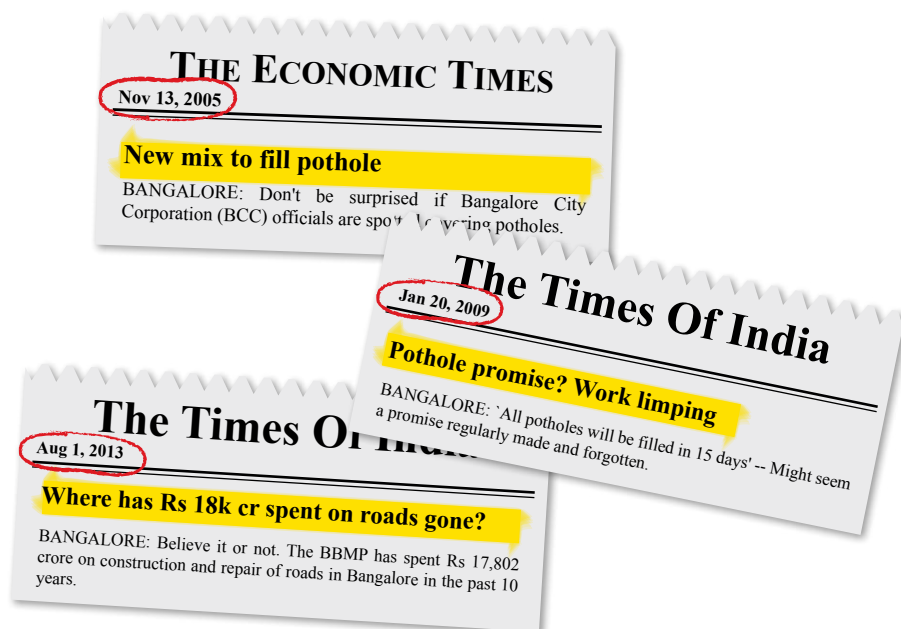 THE ECONOMIC TIMES
Nov 13, 2005
New mix to fill pothole
BANGALORE: Don't be surprised if Bangalore City
Corporation (BCC) officials are potholes.
The Times Of India
Jan 20, 2009
Pothole promise? Work limping
BANGALORE: `All potholes will be filled in 15 days' -- Might seem
a promise regularly made and forgotten.
The Times
Aug 1, 2013
Where has Rs 18k cr spent on roads gone?
BANGALORE: Believe it or not. The BBMP has spent Rs 17,802
crore on construction and repair of roads in Bangalore in the past 10
years.